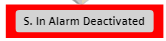 S. In Alarm Deactivated